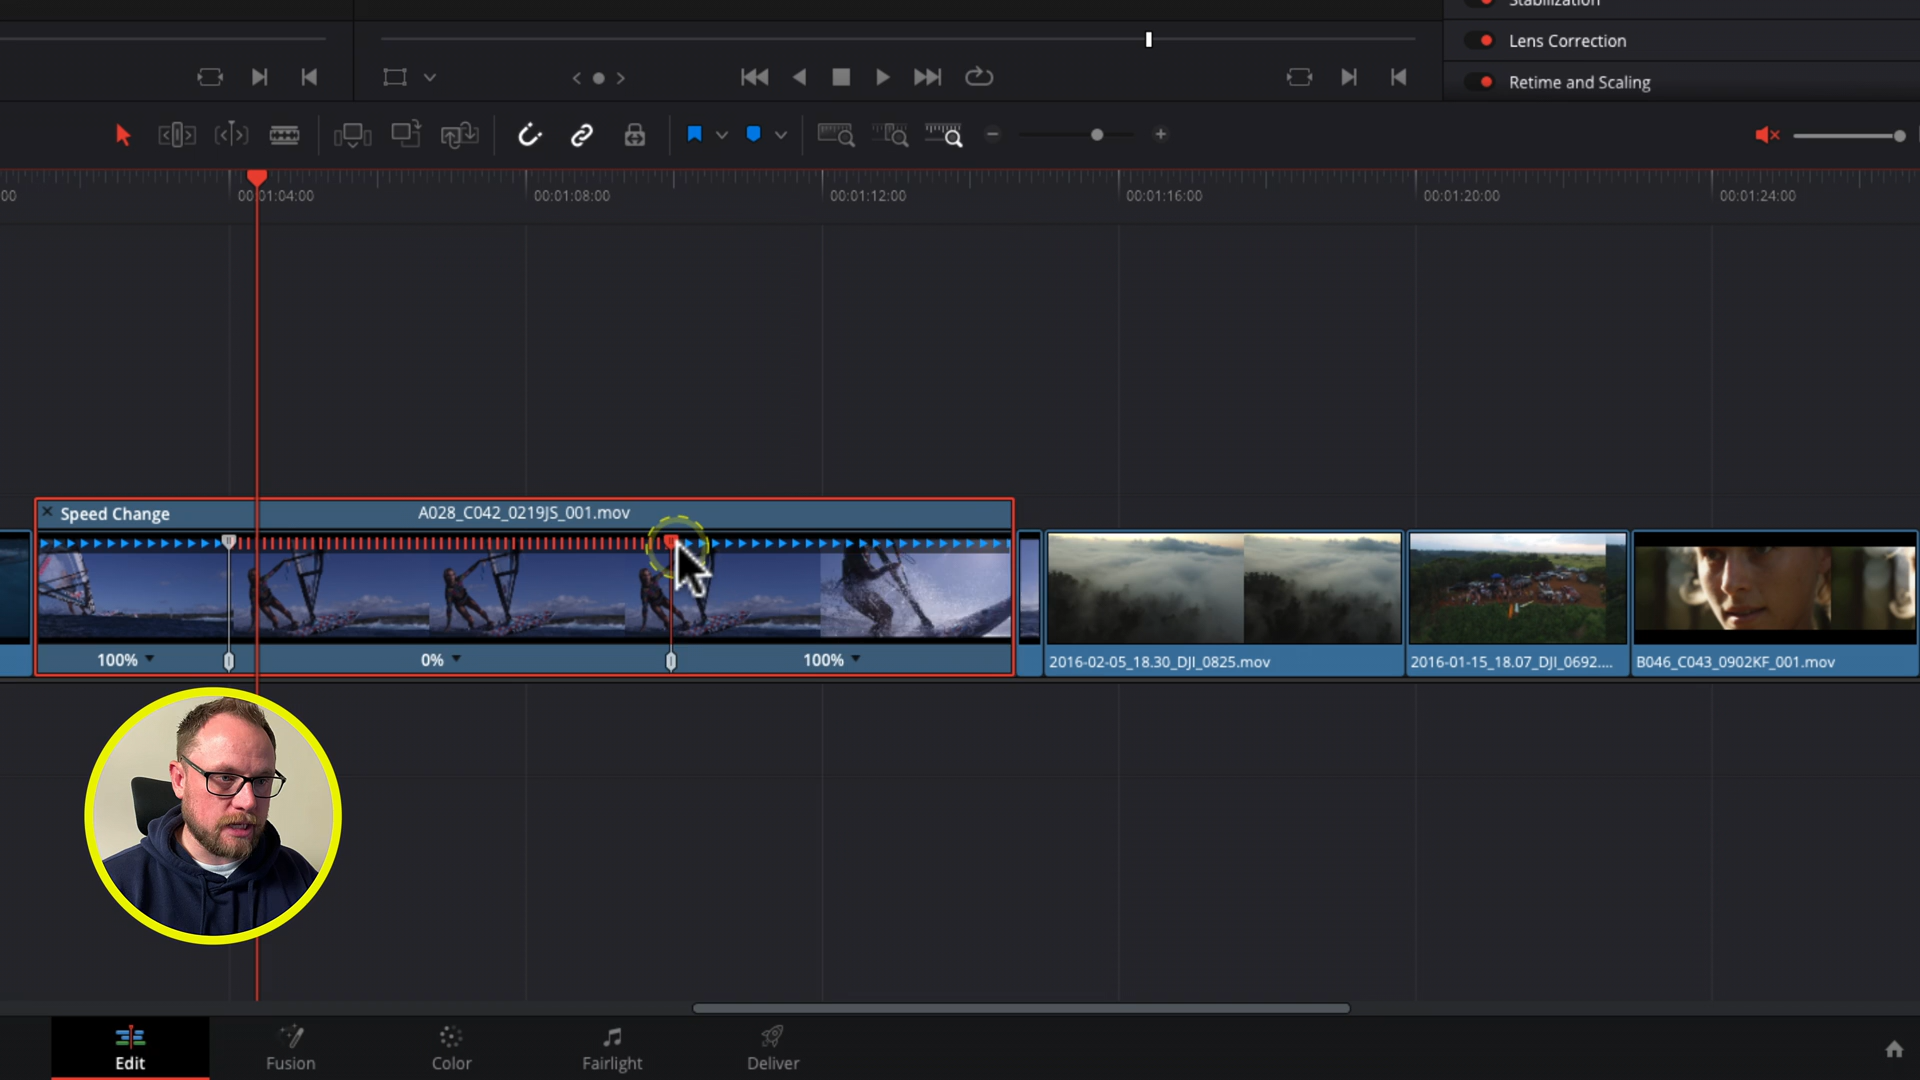 Stabilization
Lens Correction
Retime and Scaling
00
00:01:04:00
00:01:08:00
00:01:12:00
00:01:16:00
00:01:20:00
00:01:24:00
Speed Change
A028_C042_0219JS_001.mov
100%
0%
100%
2016-02-05_18.30_DJI_0825.mov
2016-01-15_18.07_DJI_0692....
B046_C043_0902KF_001.mov
Edit
Fusion
Color
Fairlight
Deliver